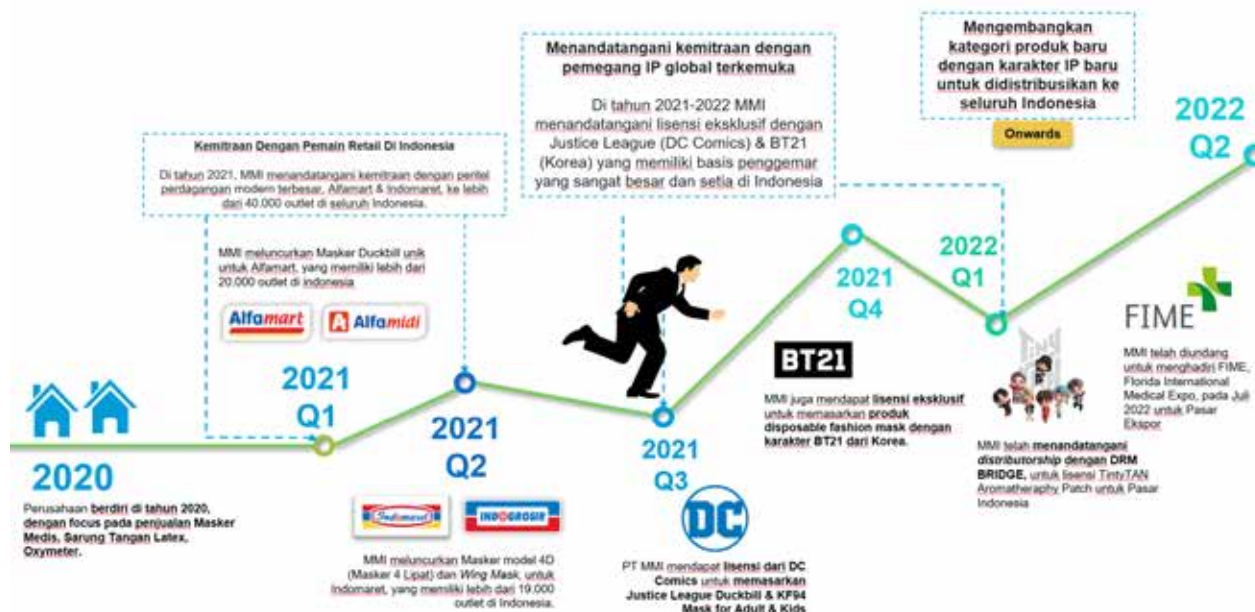 Mengembangkan
kategori produk baru
dengan karakter IP baru
untuk didistribusikan ke
seluruh Indonesia
Onwards
2022
Q2
Menandatangani kemitraan dengan
pemegang IP global terkemuka
Di tahun 2021-2022 MMI
menandatangani lisensi eksklusif dengan
Justice League (DC Comics) & BT21
(Korea) yang memiliki basis penggemar
yang sangat besar dan setia di Indonesia
Kemitraan Dengan Pemain Retail Di Indonesia
Di tahun 2021, MMI menandatangani kemitraan dengan peritel
perdagangan modern terbesar, Alfamart & Indomaret, ke lebih
dari 40.000 outlet di seluruh Indonesia.
MMI meluncurkan Masker Duckbill unik
untuk Alfamart, yang memiliki lebih dari
20.000 outlet di indonesia
Alfamart
A Alfamidi
2021
Q1
2021
Q2
2021
Q3
2021
Q4
2022
Q1
2020
Perusahaan berdiri di tahun 2020,
dengan focus pada penjualan Masker
Medis, Sarung Tangan Latex,
Oxymeter.
Indomaret
INDOGROSIR
MMI meluncurkan Masker model 4D
(Masker 4 Lipat) dan Wing Mask, untuk
Indomaret, yang memiliki lebih dari 19.000
outlet di Indonesia.
DC
PT MMI mendapat lisensi dari DC
Comics untuk memasarkan
Justice League Duckbill & KF94
Mask for Adult & Kids
BT21
MMI juga mendapat lisensi eksklusif
untuk memasarkan produk
disposable fashion mask dengan
karakter BT21 dari Korea.
Tiny
MMI telah menandatangani
distributorship dengan DRM
BRIDGE, untuk lisensi TintyTAN
Aromatheraphy Patch untuk Pasar
Indonesia
FIME
MMI telah diundang
untuk menghadiri FIME,
Florida International
Medical Expo, pada Juli
2022 untuk Pasar
Ekspor